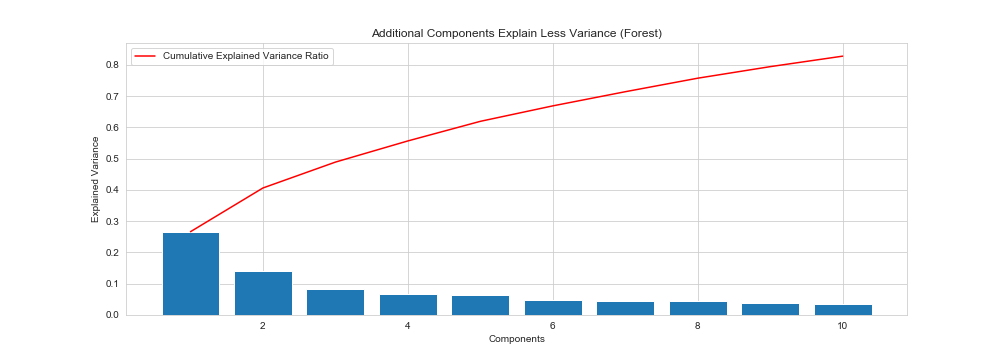 Additional Components Explain Less Variance (Forest)
Cumulative Explained Variance Ratio
Explained Variance
0.8
0.7
0.6
0.5
0.4
0.3
0.2
0.1
0.0
2 4 6 8 10
Components